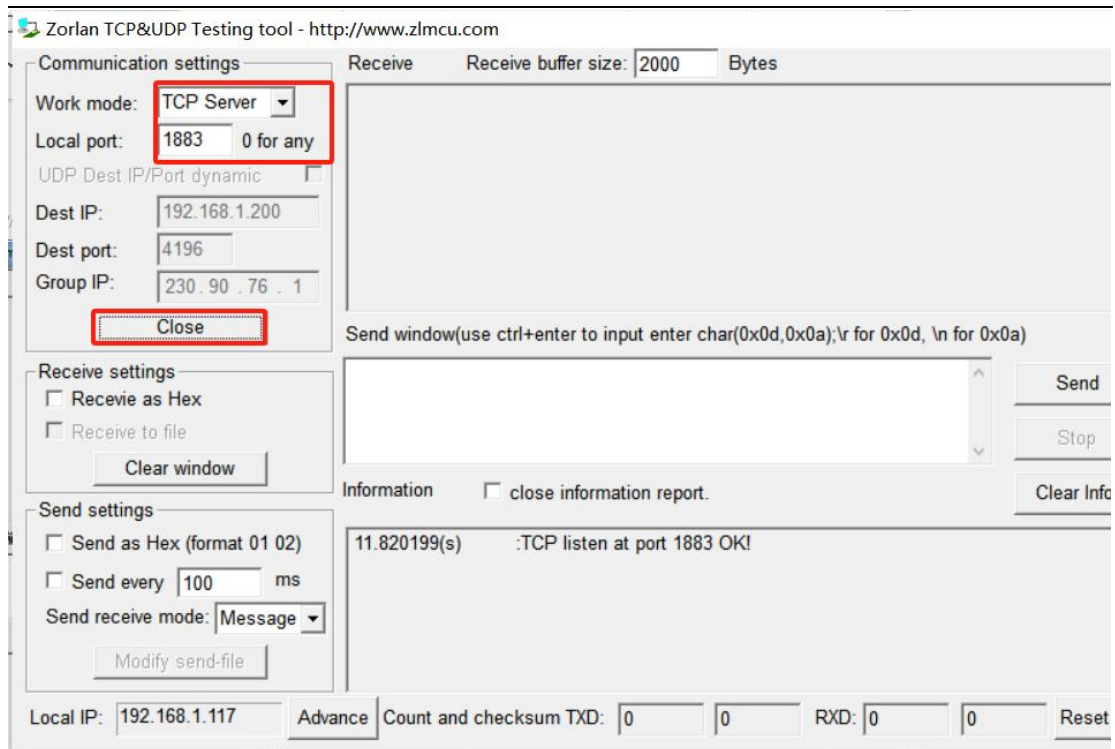 Zorlan TCP&UDP Testing tool - http://www.zlmcu.com
Communication settings
Work mode: TCP Server
Local port: 1883 0 for any
UDP Dest IP/Port dynamic
Dest IP: 192.168.1.200
Dest port: 4196
Group IP: 230 . 90 . 76 . 1
Close
Receive settings
Recevie as Hex
Receive to file
Clear window
Send settings
Send as Hex (format 01 02)
Send every 100 ms
Send receive mode: Message
Modify send-file
Receive Receive buffer size: 2000 Bytes
Send window(use ctrl+enter to input enter char(0x0d,0x0a);\r for 0x0d, \n for 0x0a)
Send
Stop
Information close information report.
Clear Info
11.820199(s) :TCP listen at port 1883 OK!
Local IP: 192.168.1.117 Advance Count and checksum TXD: 0 0 RXD: 0 0 Reset